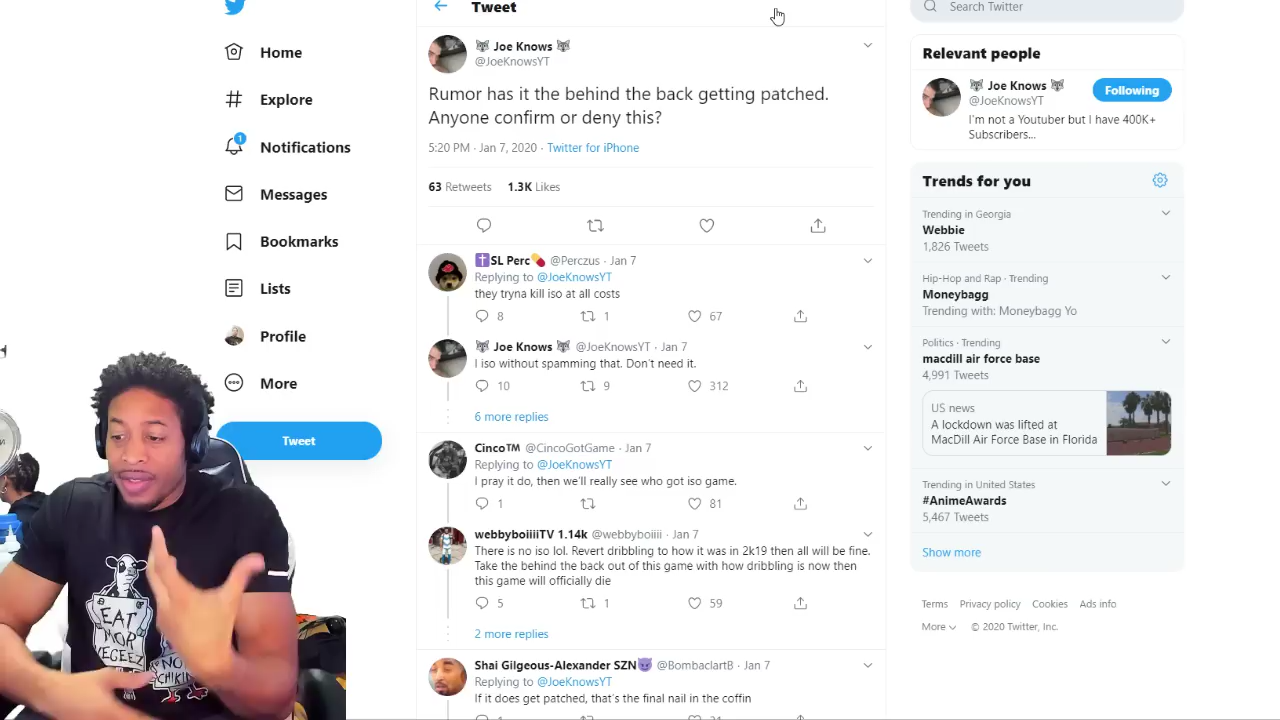 Home
Explore
1
Notifications
Messages
Bookmarks
Lists
Profile
More
Tweet
Tweet
Joe Knows
@JoeKnowsYT
Rumor has it the behind the back getting patched.
Anyone confirm or deny this?
5:20 PM · Jan 7, 2020 · Twitter for iPhone
63 Retweets 1.3K Likes
SL Perc @Perczus · Jan 7
Replying to @JoeKnowsYT
they tryna kill iso at all costs
8 1 67
Joe Knows @JoeKnowsYT · Jan 7
I iso without spamming that. Don't need it.
10 9 312
6 more replies
Cinco™ @CincoGotGame · Jan 7
Replying to @JoeKnowsYT
I pray it do, then we'll really see who got iso game.
1 81
webbyboiiiiTV 1.14k @webbyboiiii · Jan 7
There is no iso lol. Revert dribbling to how it was in 2k19 then all will be fine.
Take the behind the back out of this game with how dribbling is now then
this game will officially die
5 1 59
2 more replies
Shai Gilgeous-Alexander SZN @BombaclartB · Jan 7
Replying to @JoeKnowsYT
If it does get patched, that's the final nail in the coffin
Search Twitter
Relevant people
Joe Knows
@JoeKnowsYT
Following
I'm not a Youtuber but I have 400K+
Subscribers...
Trends for you
Trending in Georgia
Webbie
1,826 Tweets
Hip-Hop and Rap · Trending
Moneybagg
Trending with: Moneybagg Yo
Politics · Trending
macdill air force base
4,991 Tweets
US news
A lockdown was lifted at
MacDill Air Force Base in Florida
Trending in United States
#AnimeAwards
5,467 Tweets
Show more
Terms Privacy policy Cookies Ads info
More © 2020 Twitter, Inc.
EAT
MOR
VEGEEZ
NO
CHIKIN